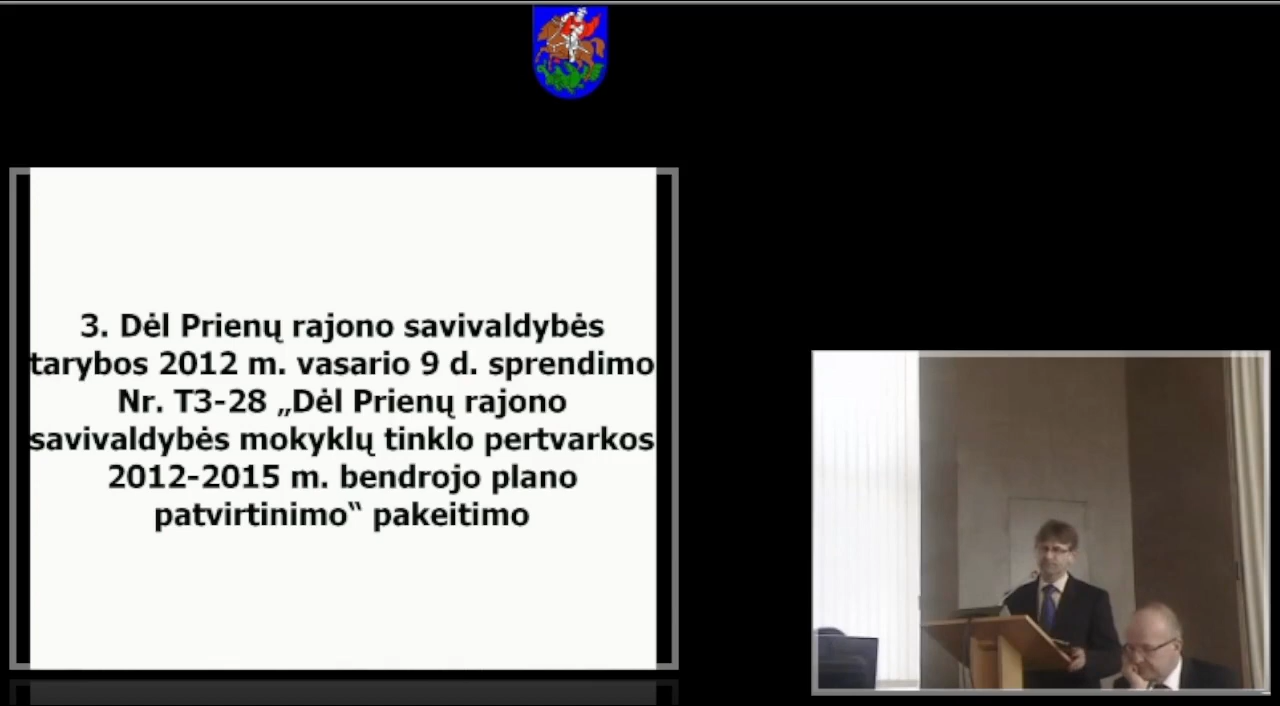 3. Dėl Prienų rajono savivaldybės
tarybos 2012 m. vasario 9 d. sprendimo
Nr. T3-28 „Dėl Prienų rajono
savivaldybės mokyklų tinklo pertvarkos
2012-2015 m. bendrojo plano
patvirtinimo“ pakeitimo